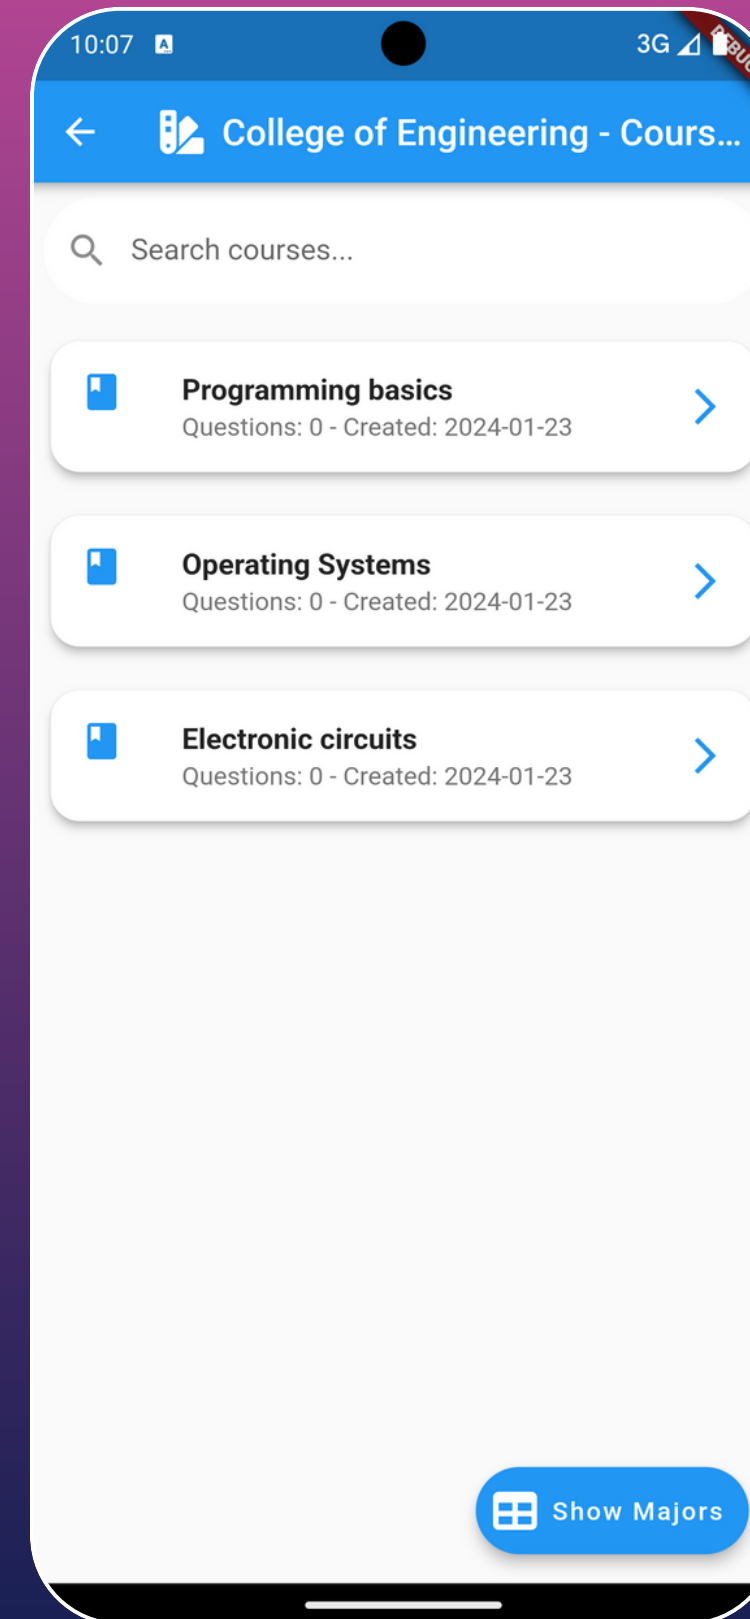 10:07
3G
College of Engineering - Cours...
Search courses...
Programming basics
Questions: 0 - Created: 2024-01-23
Operating Systems
Questions: 0 - Created: 2024-01-23
Electronic circuits
Questions: 0 - Created: 2024-01-23
Show Majors